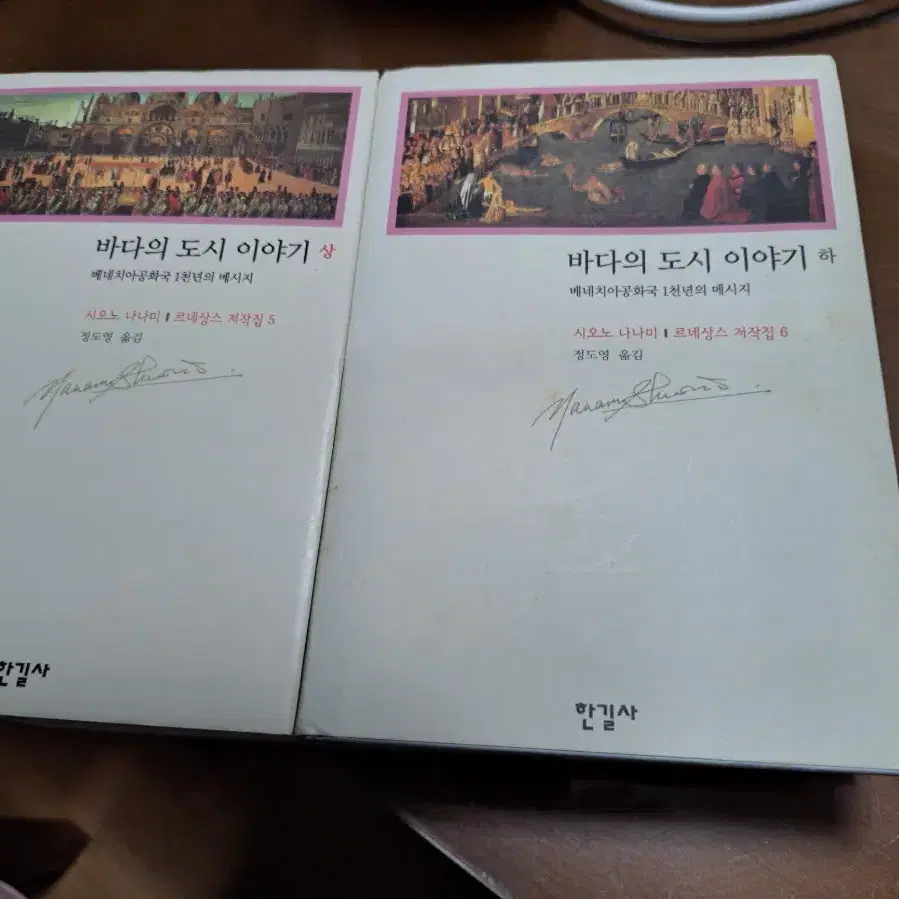 바다의 도시 이야기 상
베네치아공화국 1천년의 메시지
시오노 나나미 | 르네상스 저작집 5
정도영 옮김
한길사
바다의 도시 이야기 하
베네치아공화국 1천년의 메시지
시오노 나나미 | 르네상스 저작집 6
정도영 옮김
한길사